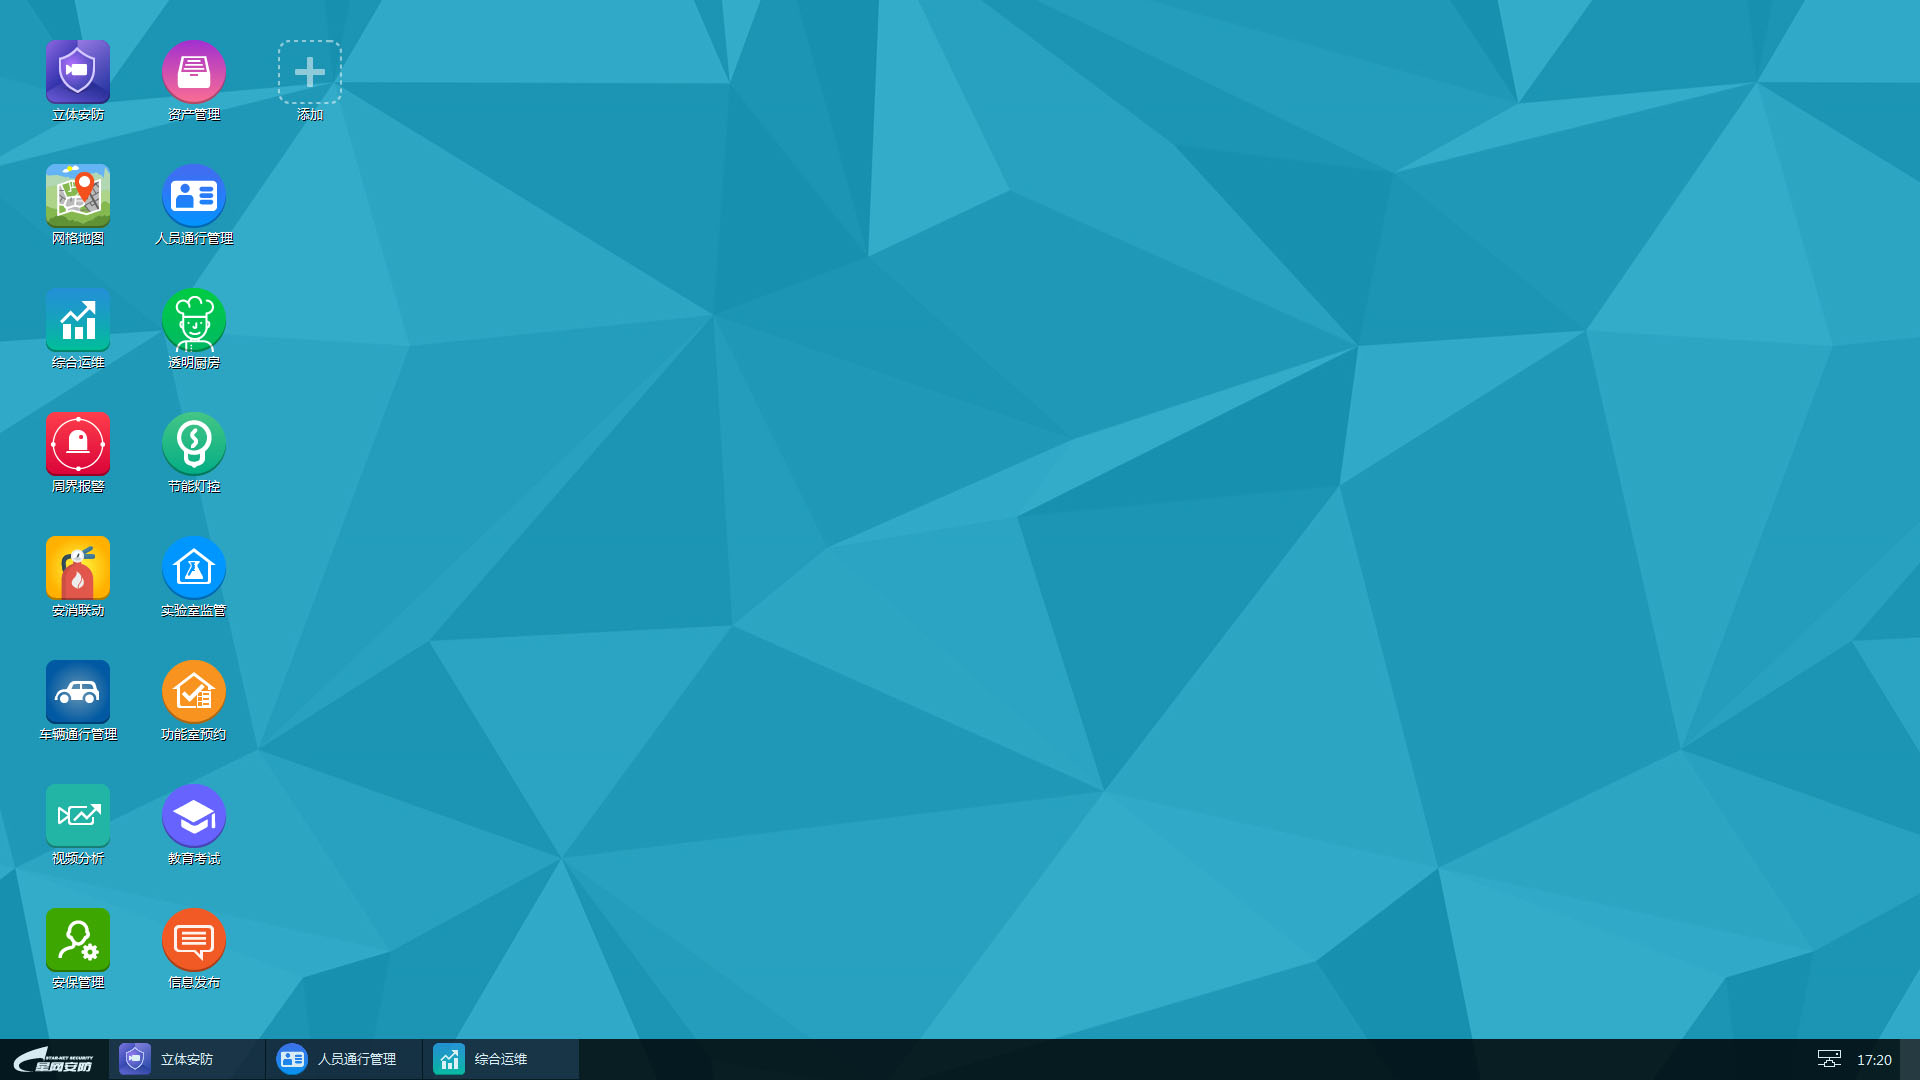 立体安防
资产管理
添加
网格地图
人员通行管理
综合运维
透明厨房
周界报警
节能灯控
安消联动
实验室监管
车辆通行管理
功能室预约
视频分析
教育考试
安保管理
信息发布
STAR-NET SECURITY
星网安防
立体安防
人员通行管理
综合运维
17:20